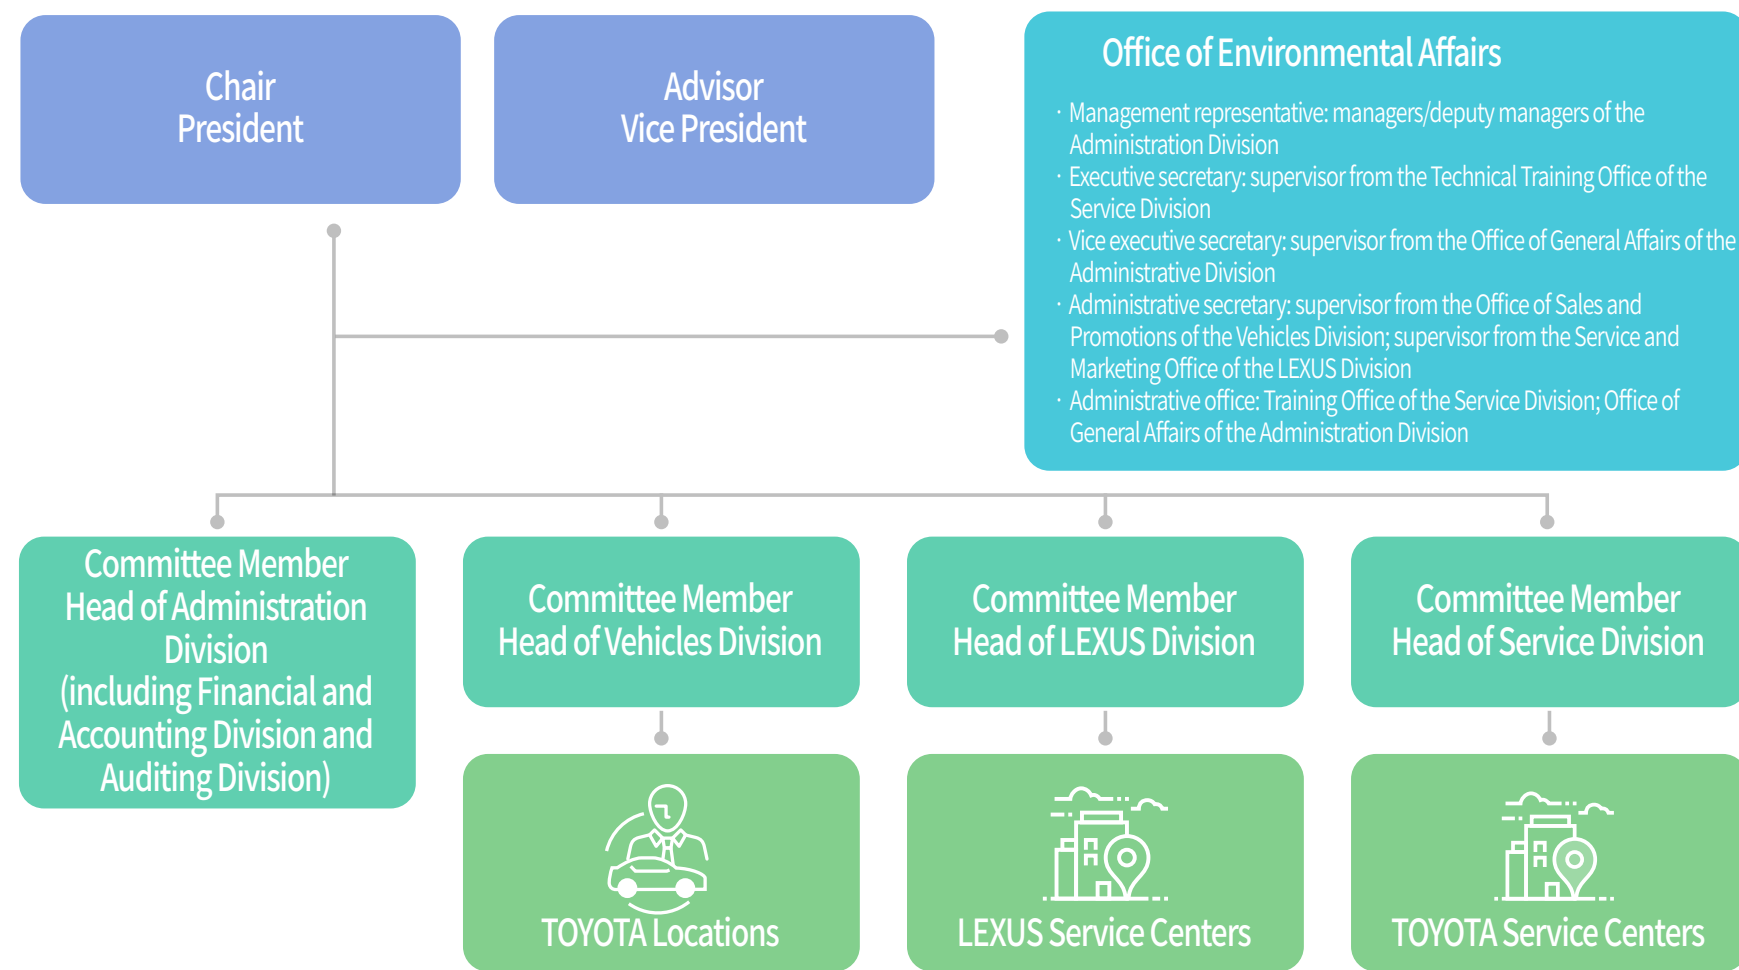 Chair
President
Advisor
Vice President
Office of Environmental Affairs
· Management representative: managers/deputy managers of the
Administration Division
· Executive secretary: supervisor from the Technical Training Office of the
Service Division
· Vice executive secretary: supervisor from the Office of General Affairs of the
Administrative Division
· Administrative secretary: supervisor from the Office of Sales and
Promotions of the Vehicles Division; supervisor from the Service and
Marketing Office of the LEXUS Division
· Administrative office: Training Office of the Service Division; Office of
General Affairs of the Administration Division
Committee Member
Head of Administration
Division
(including Financial and
Accounting Division and
Auditing Division)
Committee Member
Head of Vehicles Division
Committee Member
Head of LEXUS Division
Committee Member
Head of Service Division
TOYOTA Locations
LEXUS Service Centers
TOYOTA Service Centers